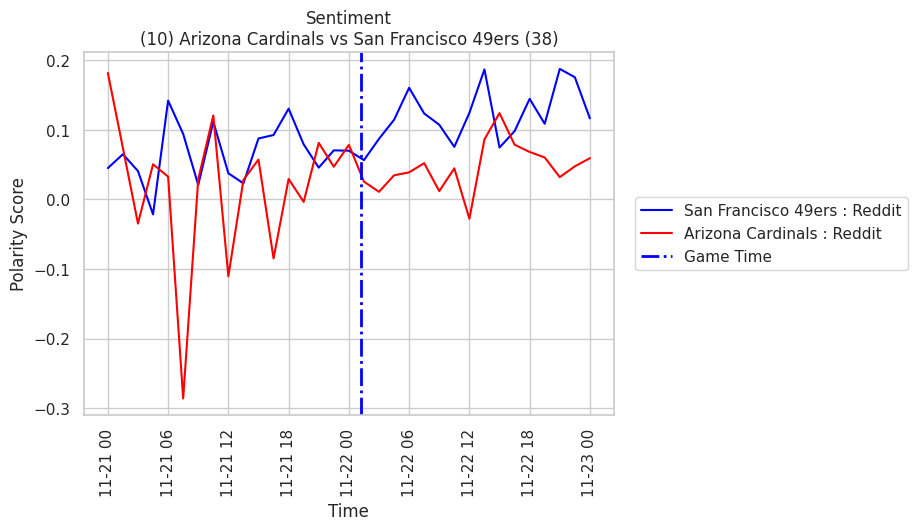 Sentiment
(10) Arizona Cardinals vs San Francisco 49ers (38)
Polarity Score
0.2
0.1
0.0
−0.1
−0.2
−0.3
11-21 00
11-21 06
11-21 12
11-21 18
11-22 00
11-22 06
11-22 12
11-22 18
11-23 00
Time
San Francisco 49ers : Reddit
Arizona Cardinals : Reddit
Game Time